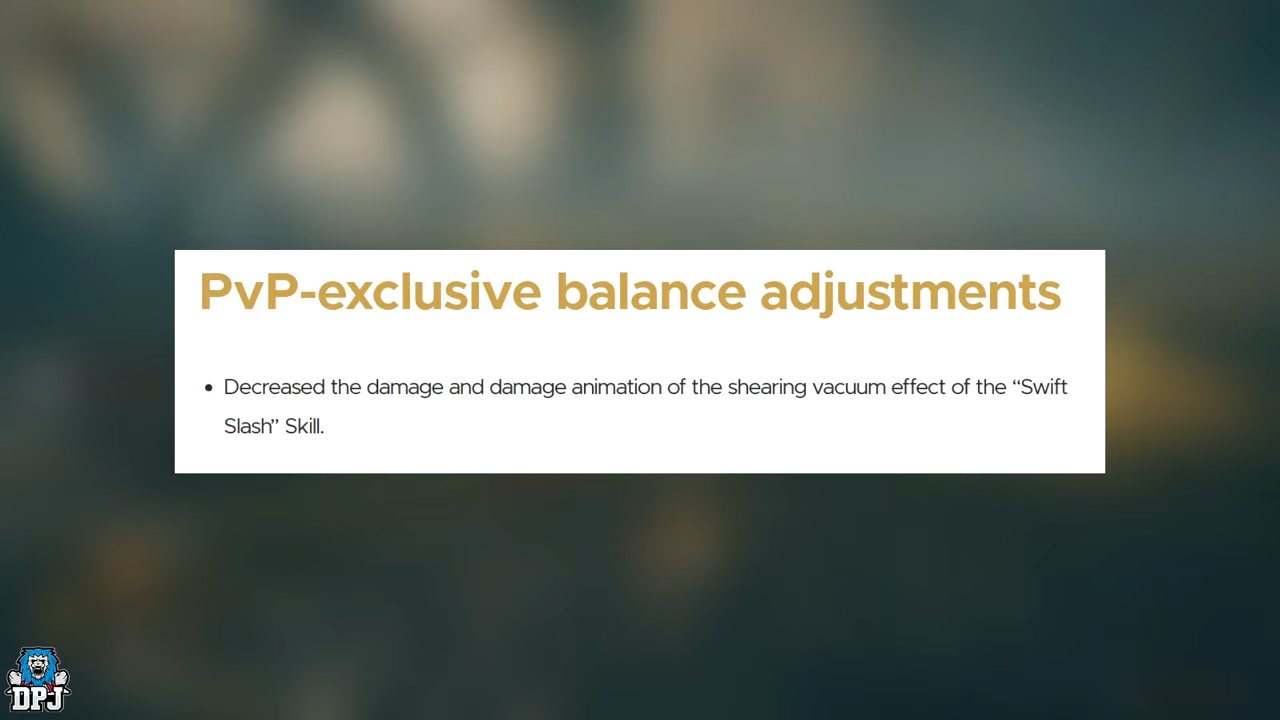 PvP-exclusive balance adjustments
• Decreased the damage and damage animation of the shearing vacuum effect of the “Swift
Slash” Skill.
DPJ